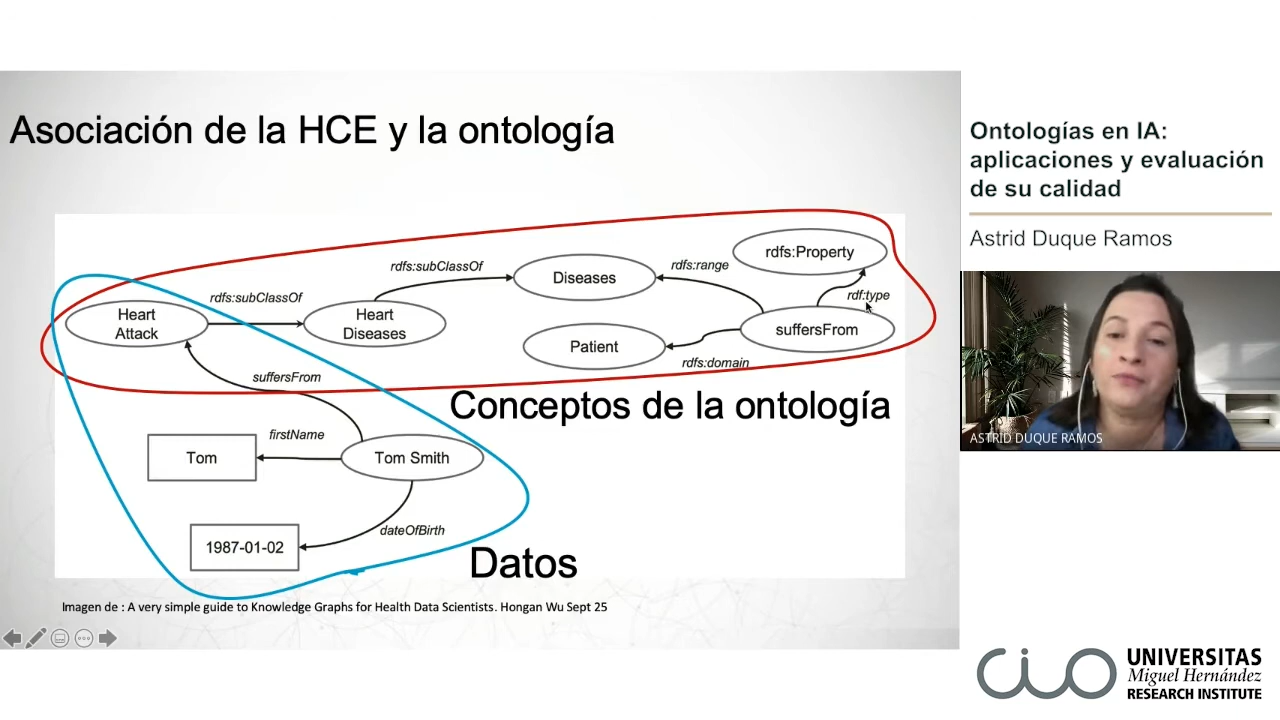 Asociación de la HCE y la ontología
rdfs:Property
rdfs:subClassOf
Diseases
rdfs:range
rdf:type
rdfs:subClassOf
Heart
Attack
Heart
Diseases
Patient
suffersFrom
rdfs:domain
suffersFrom
Conceptos de la ontología
firstName
Tom
Tom Smith
dateOfBirth
1987-01-02
Datos
Imagen de : A very simple guide to Knowledge Graphs for Health Data Scientists. Hongan Wu Sept 25
Ontologías en IA:
aplicaciones y evaluación
de su calidad
Astrid Duque Ramos
ASTRID DUQUE RAMOS
cio
UNIVERSITAS
Miguel Hernández
RESEARCH INSTITUTE